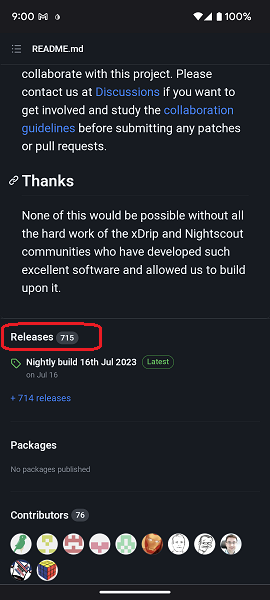 9:00 100%
README.md
collaborate with this project. Please
contact us at Discussions if you want to
get involved and study the collaboration
guidelines before submitting any patches
or pull requests.
Thanks
None of this would be possible without all
the hard work of the xDrip and Nightscout
communities who have developed such
excellent software and allowed us to build
upon it.
Releases 715
Nightly build 16th Jul 2023 Latest
on Jul 16
+ 714 releases
Packages
No packages published
Contributors 76